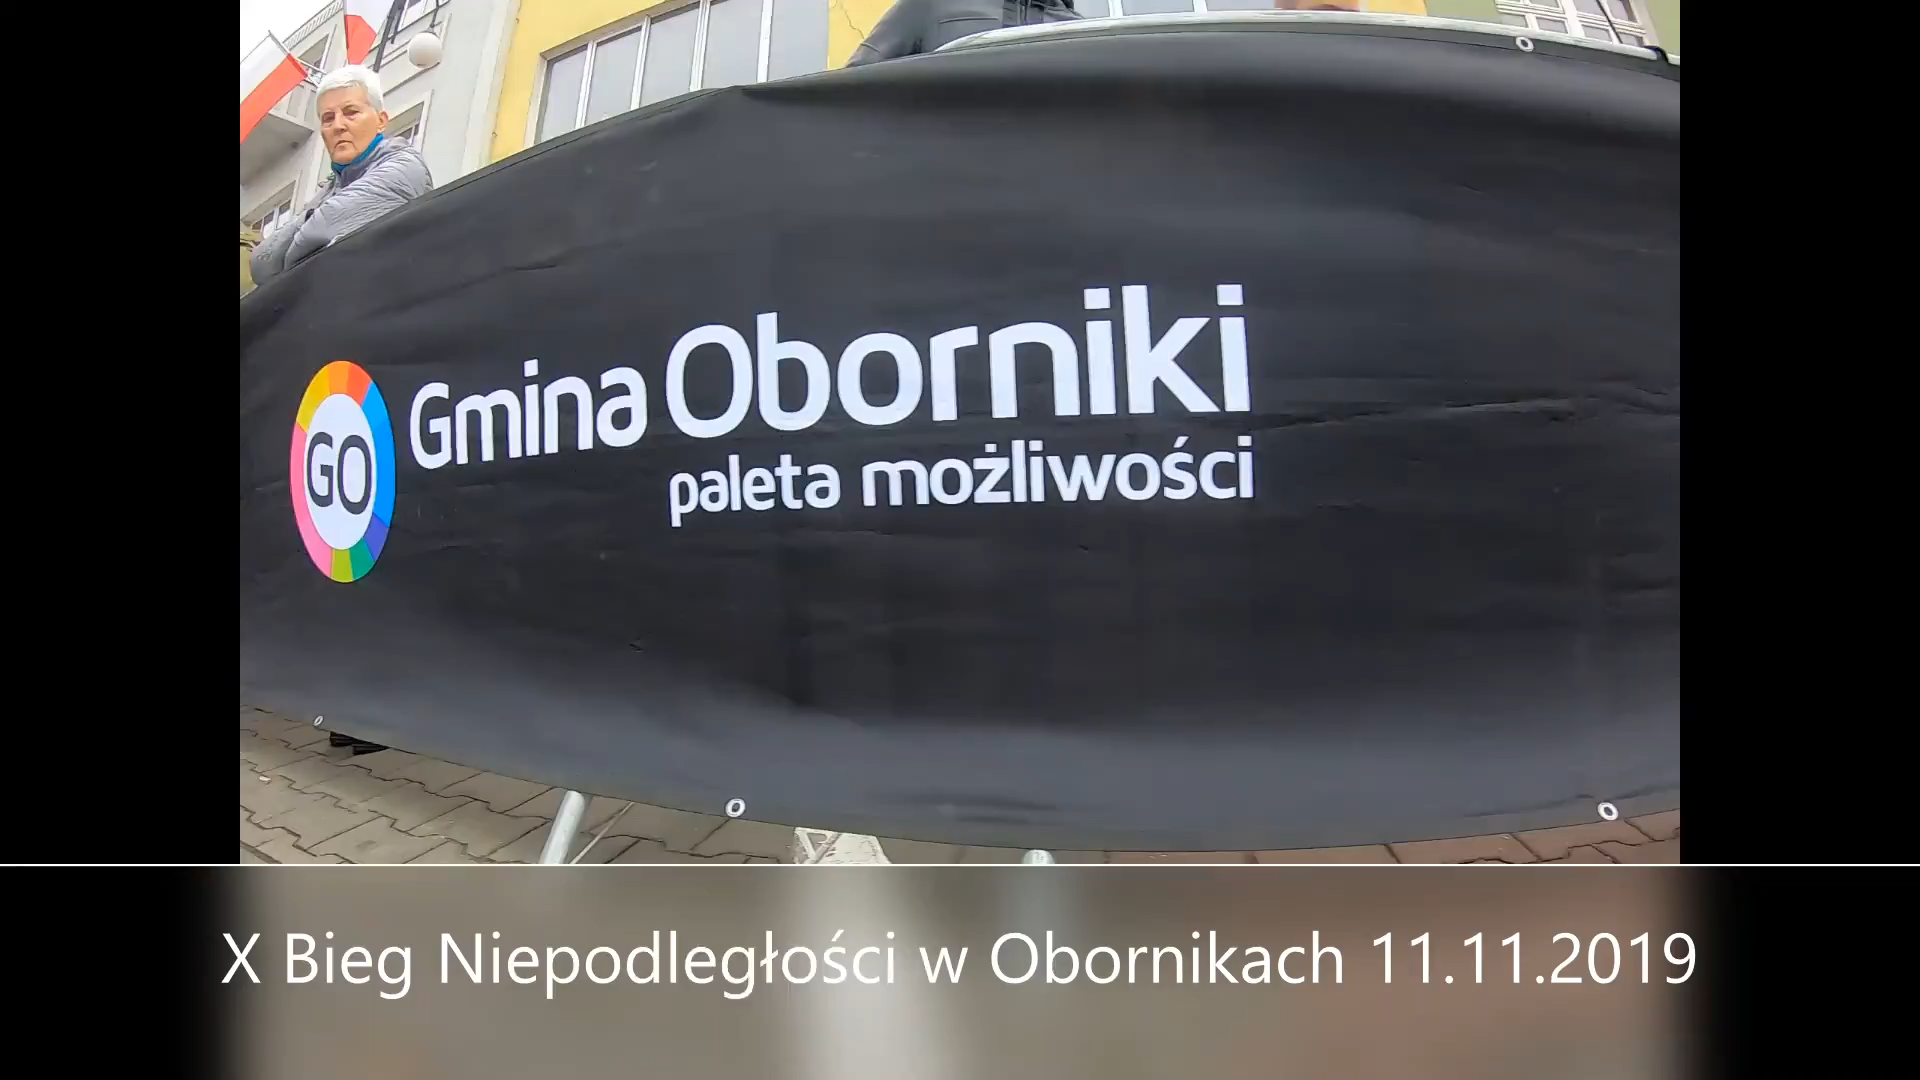 GO
Gmina Oborniki
paleta możliwości
X Bieg Niepodległości w Obornikach 11.11.2019